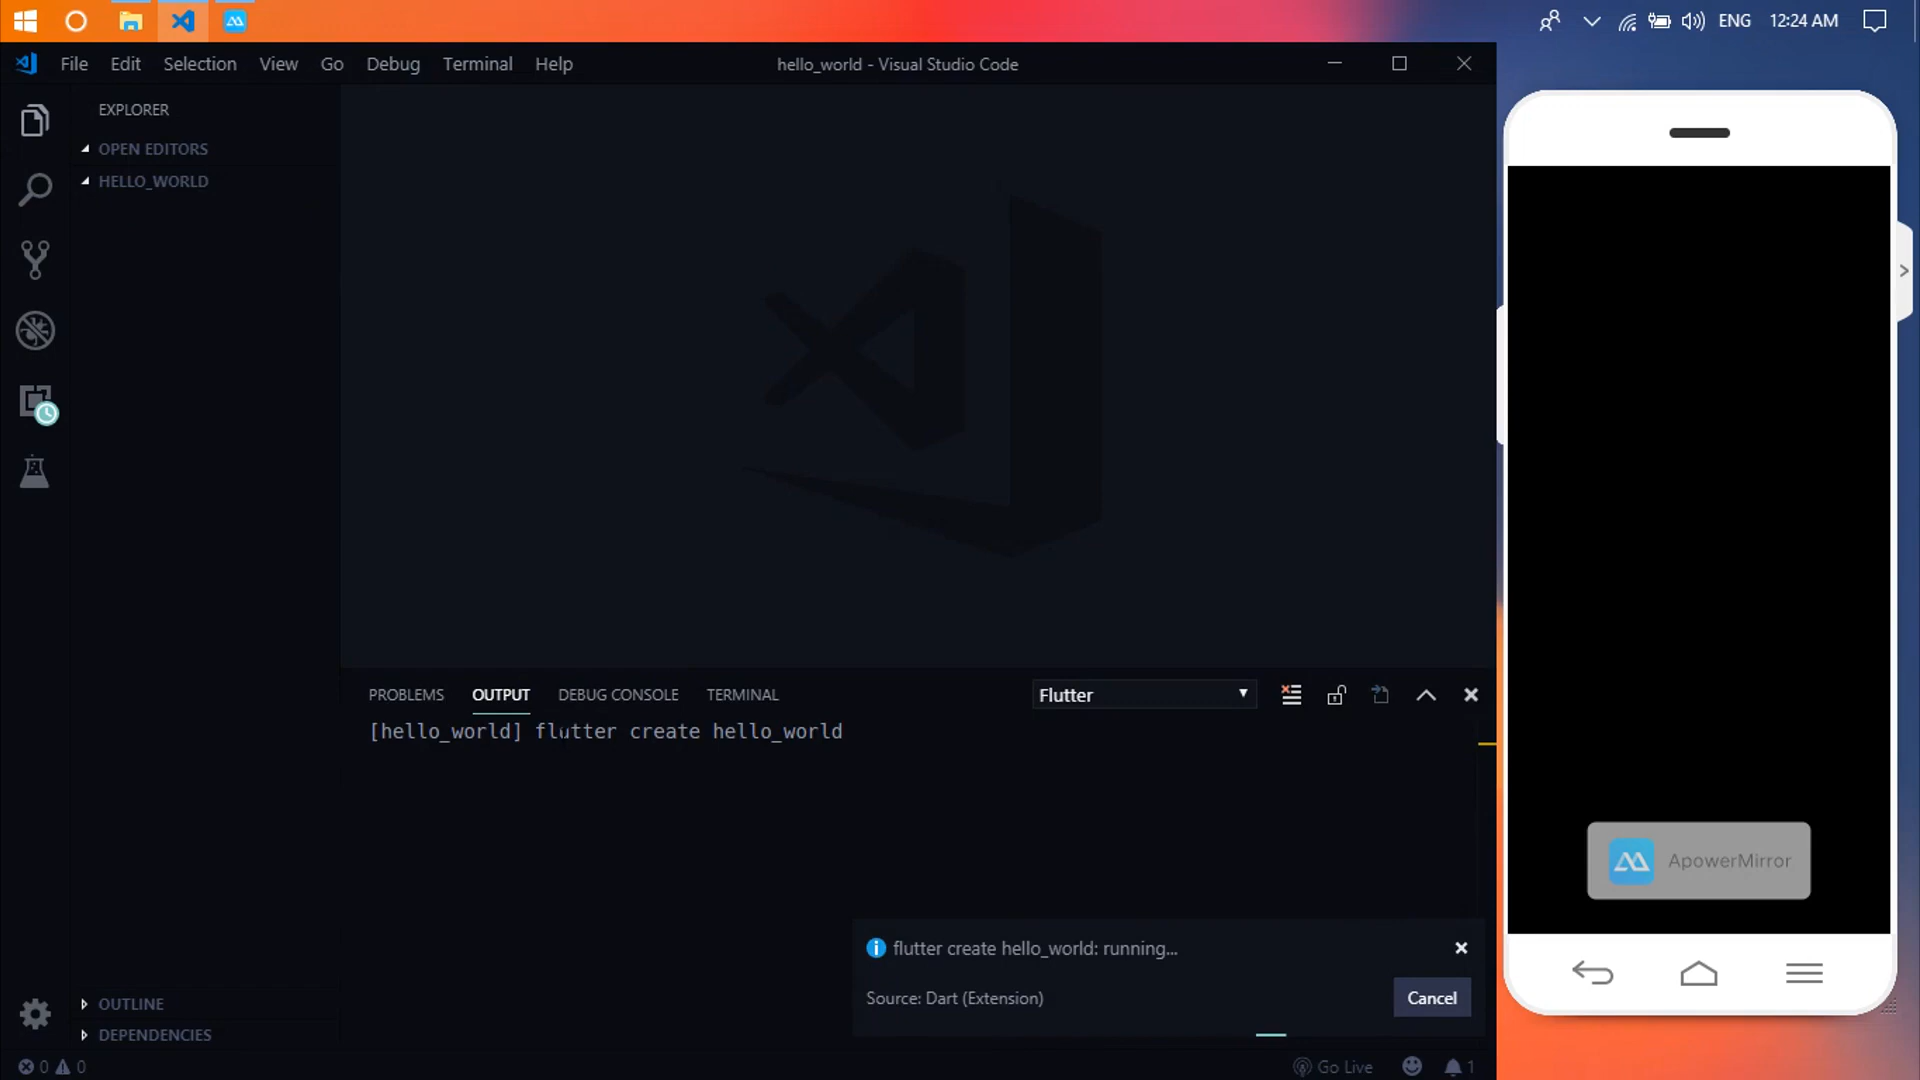 ENG 12:24 AM
File Edit Selection View Go Debug Terminal Help hello_world - Visual Studio Code
EXPLORER
OPEN EDITORS
HELLO_WORLD
PROBLEMS OUTPUT DEBUG CONSOLE TERMINAL Flutter
[hello_world] flutter create hello_world
ApowerMirror
flutter create hello_world: running...
Source: Dart (Extension) Cancel
OUTLINE
DEPENDENCIES
0 0 Go Live 1